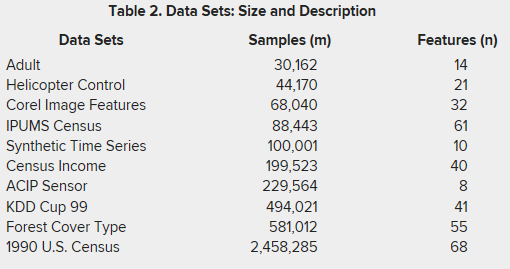 Table 2. Data Sets: Size and Description
Data Sets Samples (m) Features (n)
Adult 30,162 14
Helicopter Control 44,170 21
Corel Image Features 68,040 32
IPUMS Census 88,443 61
Synthetic Time Series 100,001 10
Census Income 199,523 40
ACIP Sensor 229,564 8
KDD Cup 99 494,021 41
Forest Cover Type 581,012 55
1990 U.S. Census 2,458,285 68